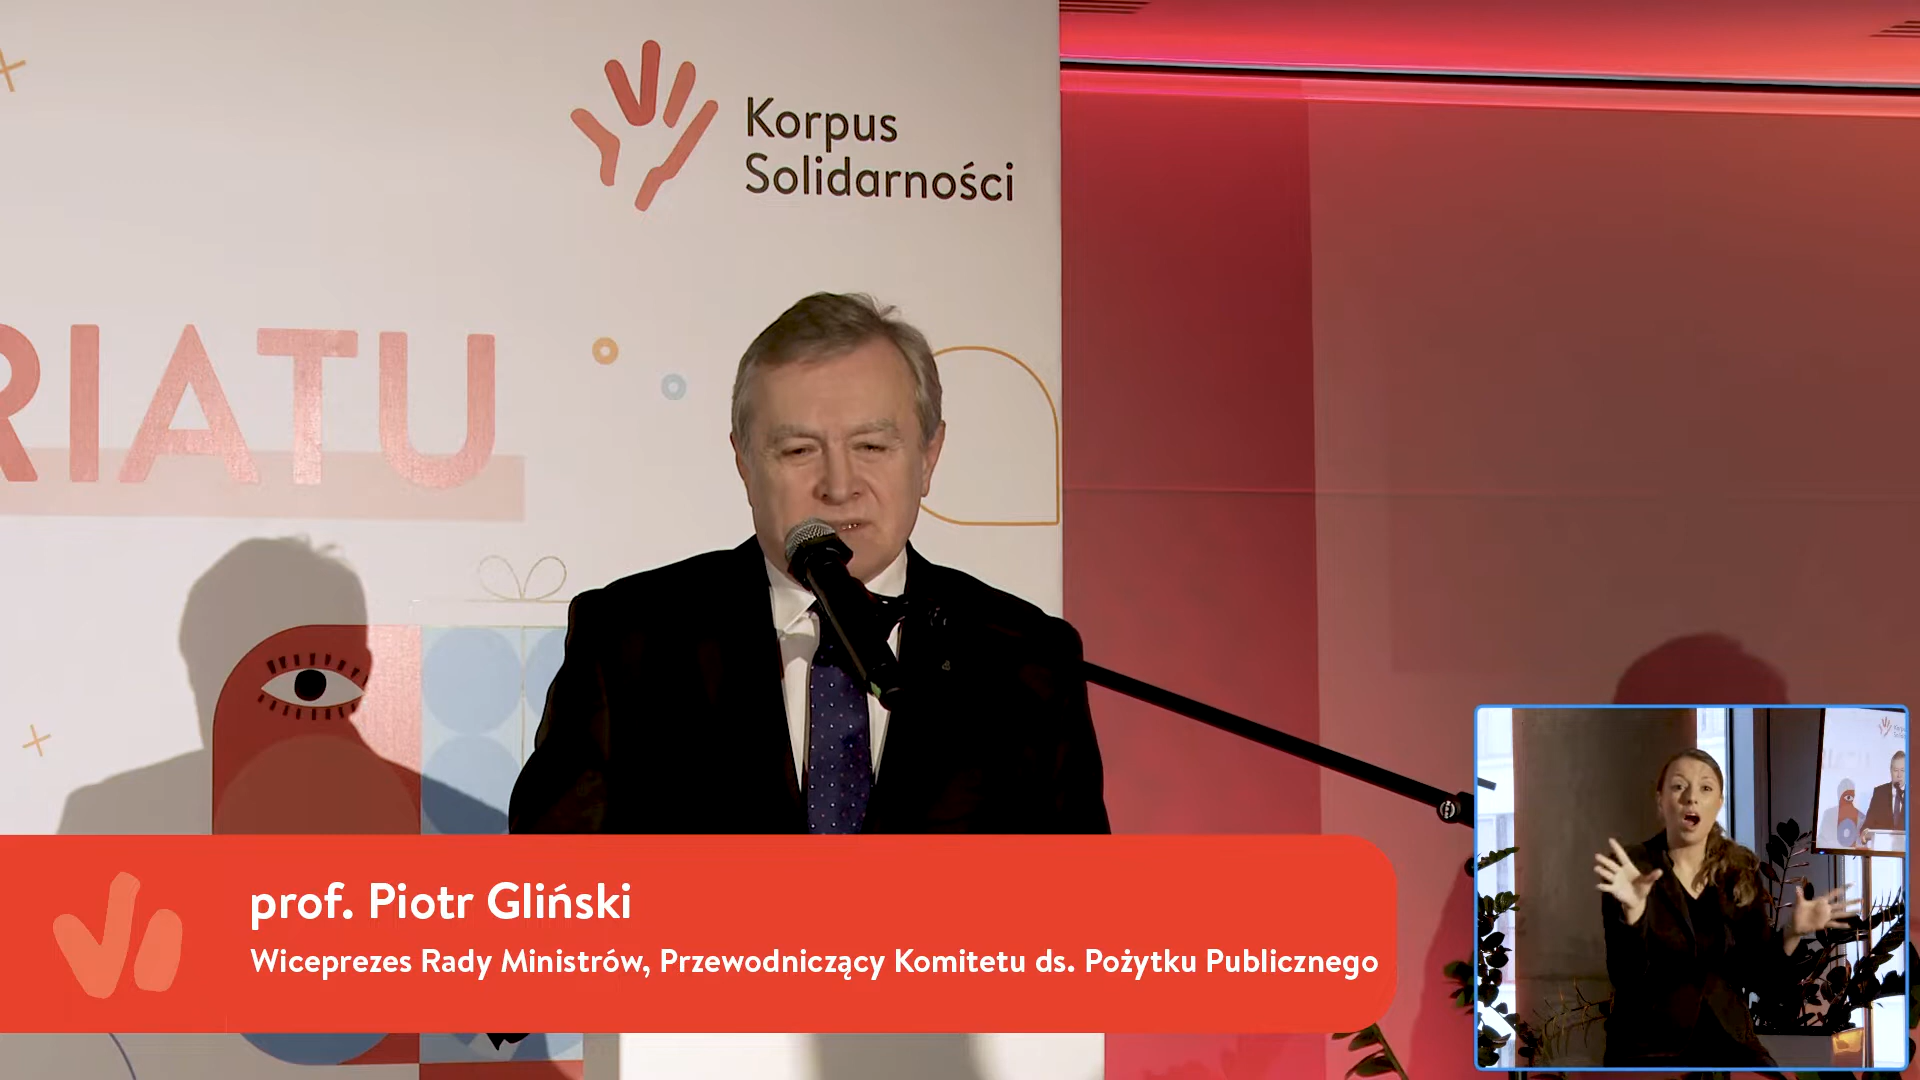 Korpus
Solidarności
RIATU
prof. Piotr Gliński
Wiceprezes Rady Ministrów, Przewodniczący Komitetu ds. Pożytku Publicznego